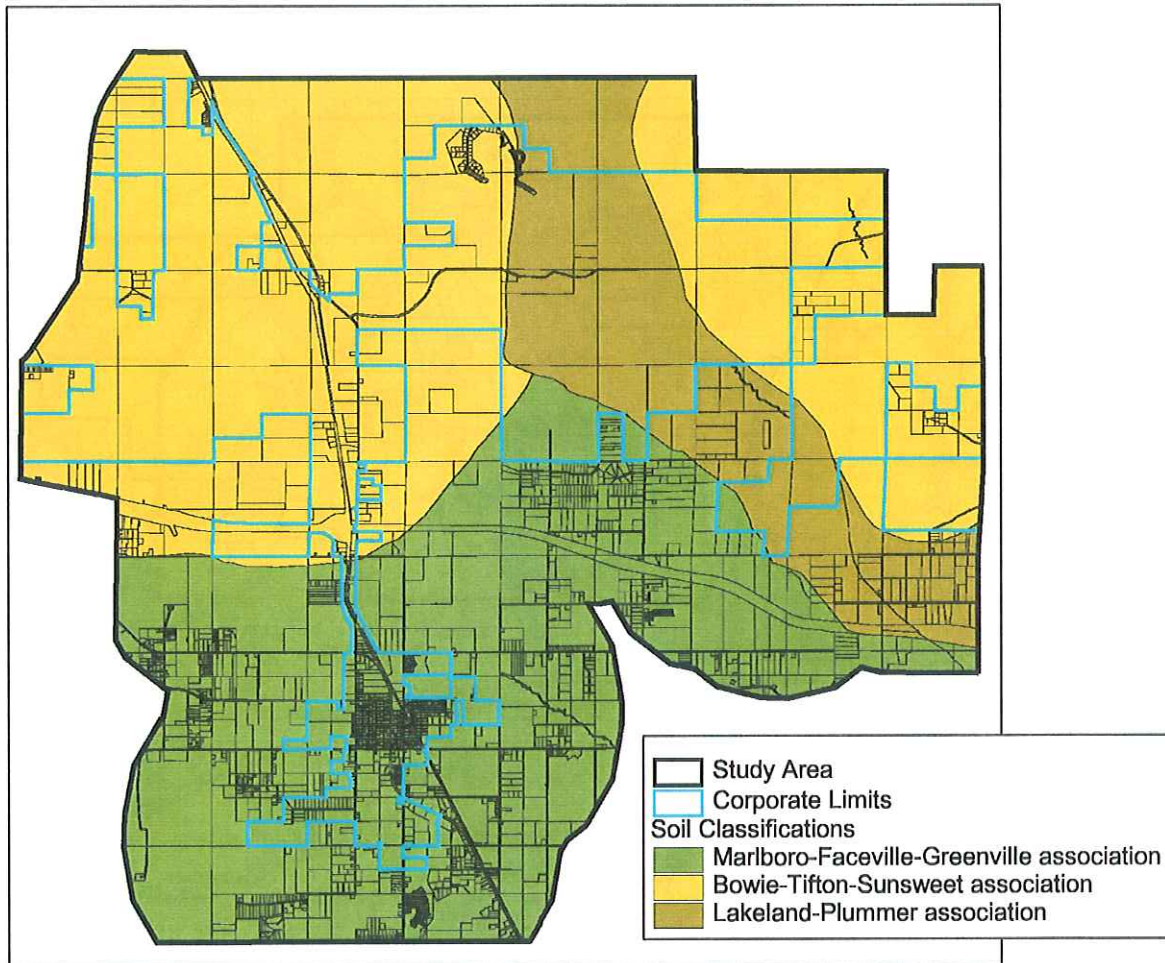 Study Area
Corporate Limits
Soil Classifications
Marlboro-Faceville-Greenville association
Bowie-Tifton-Sunsweet association
Lakeland-Plummer association